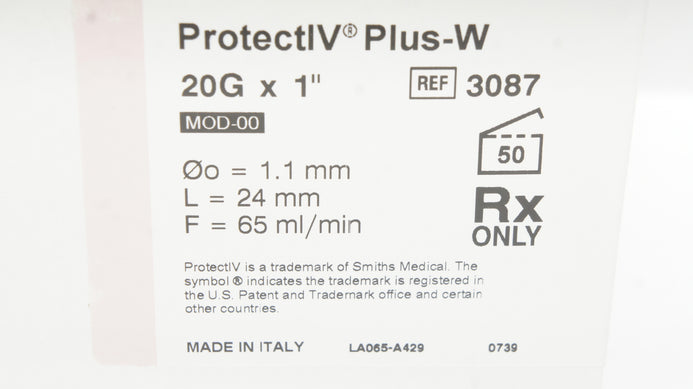 ProtectIV® Plus-W
20G x 1" REF 3087
MOD-00
50
Øo = 1.1 mm
L = 24 mm
F = 65 ml/min
Rx
ONLY
ProtectIV is a trademark of Smiths Medical. The
symbol ® indicates the trademark is registered in
the U.S. Patent and Trademark office and certain
other countries.
MADE IN ITALY LA065-A429 0739